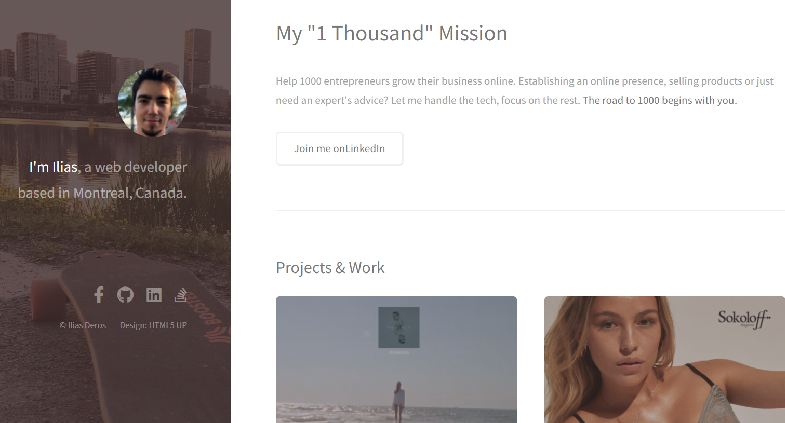 My "1 Thousand" Mission
Help 1000 entrepreneurs grow their business online. Establishing an online presence, selling products or just
need an expert's advice? Let me handle the tech, focus on the rest. The road to 1000 begins with you.
Join me onLinkedIn
I'm Ilias, a web developer
based in Montreal, Canada.
© Ilias Deros Design: HTML5 UP
Projects & Work
Sokoloff